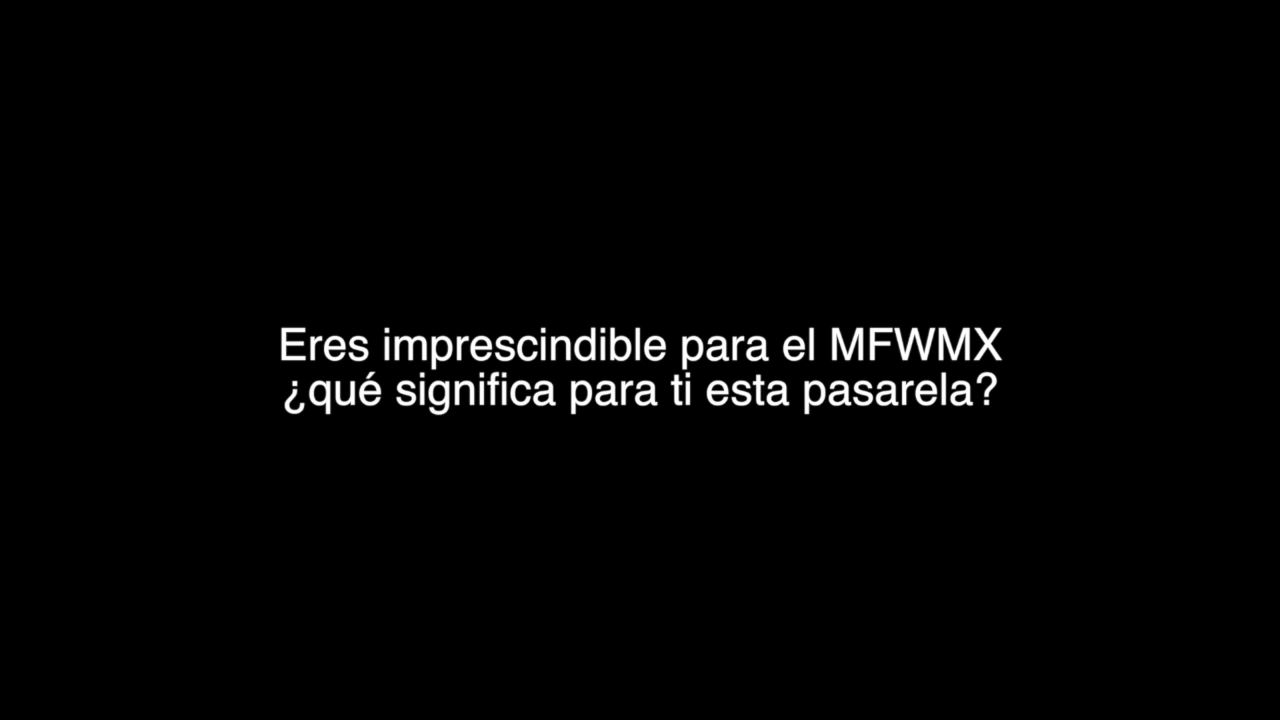 Eres imprescindible para el MFWMX
¿qué significa para ti esta pasarela?